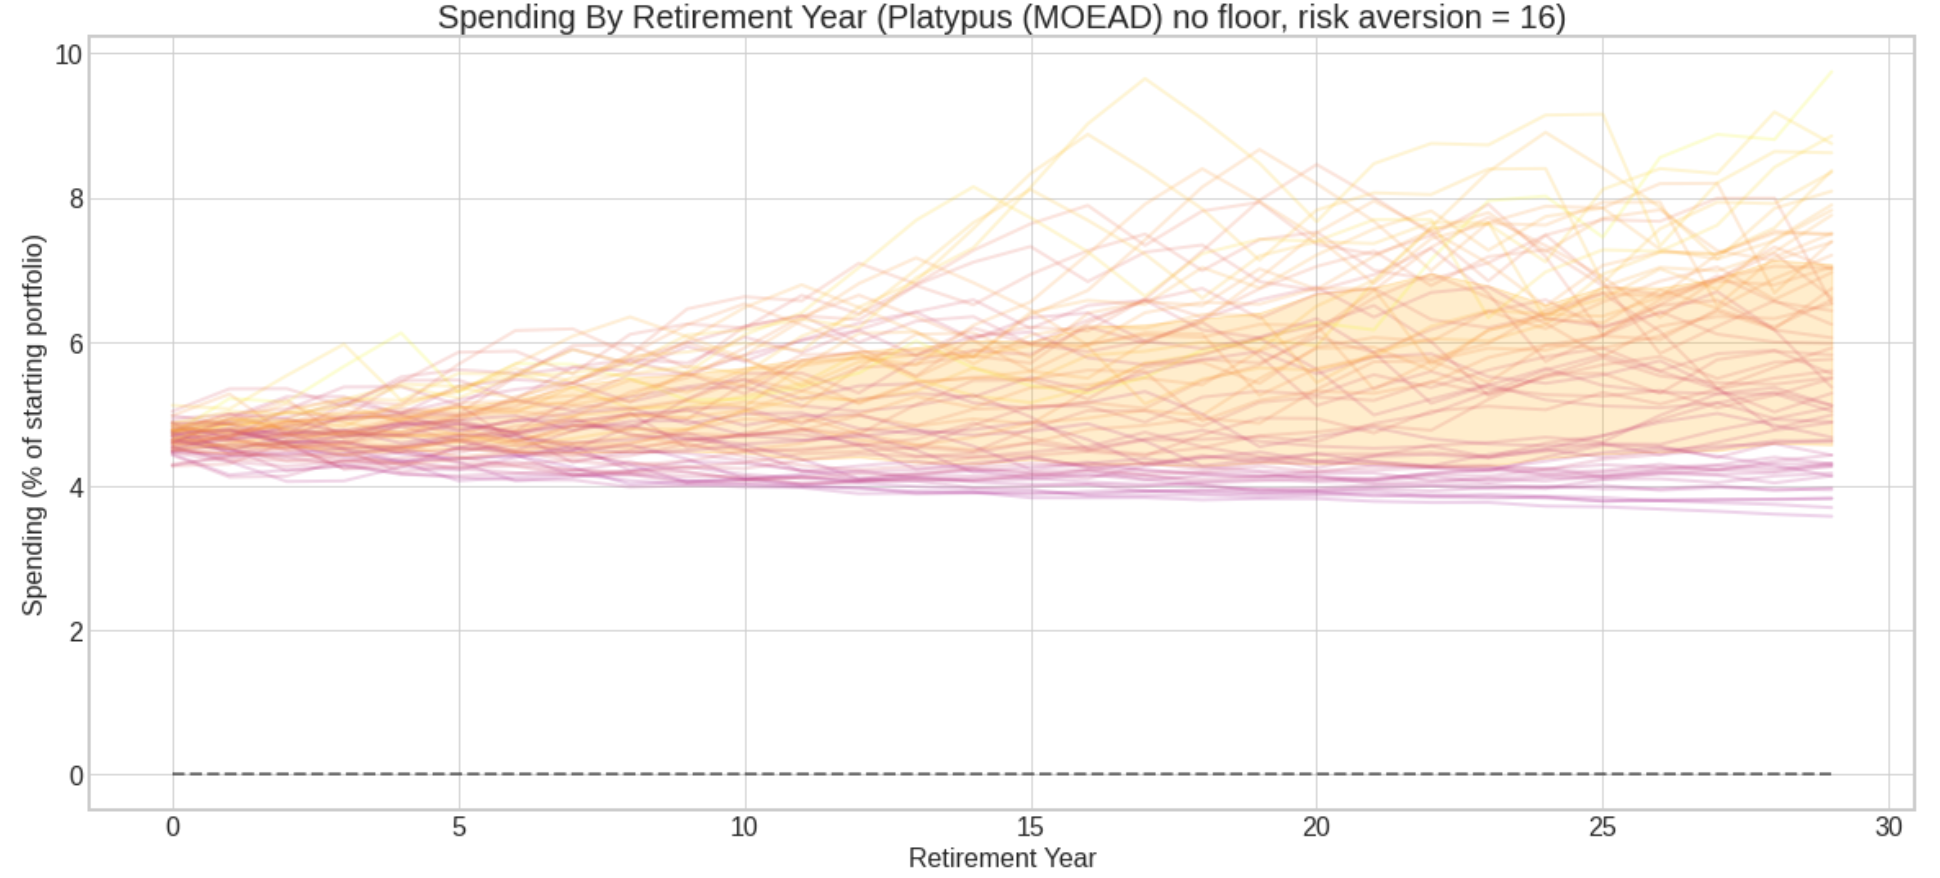 Spending By Retirement Year (Platypus (MOEAD) no floor, risk aversion = 16)
Spending (% of starting portfolio)
10
8
6
4
2
0
0 5 10 15 20 25 30
Retirement Year